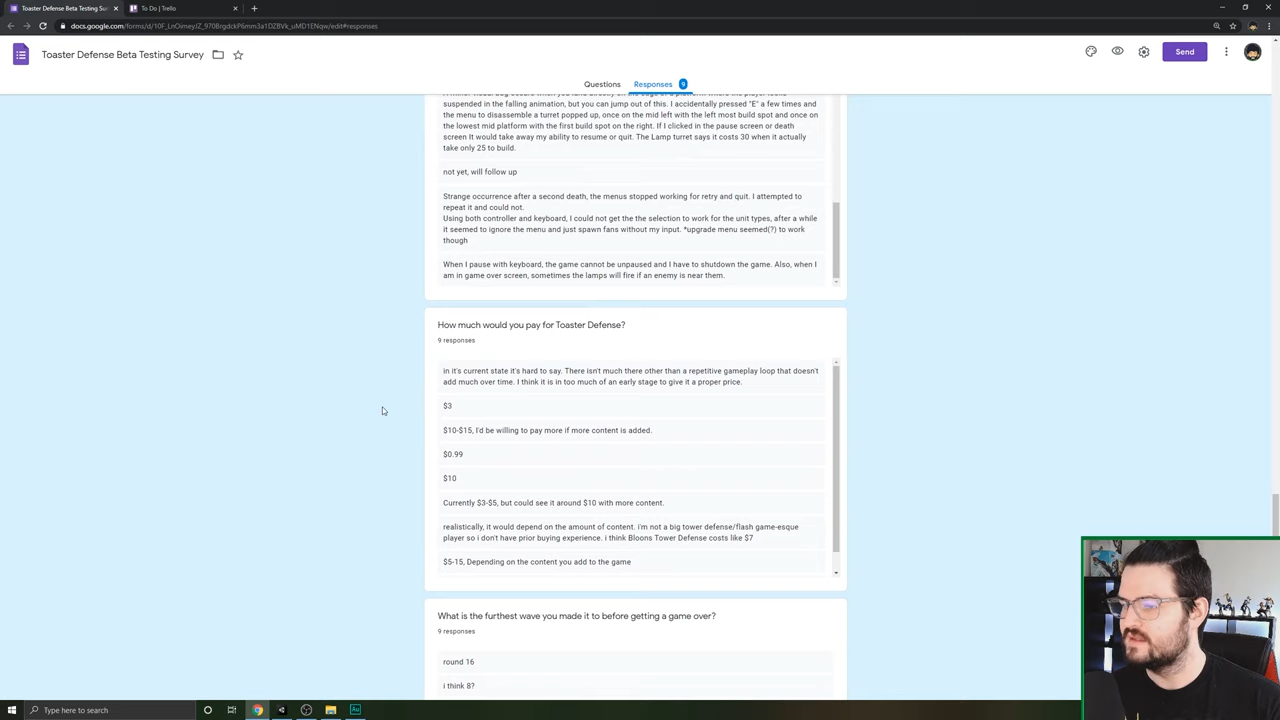 Toaster Defense Beta Testing Surv
To Do | Trello
docs.google.com/forms/d/
/edit#responses
Toaster Defense Beta Testing Survey
Send
Questions
Responses 9
suspended in the falling animation, but you can jump out of this. I accidentally pressed "E" a few times and
the menu to disassemble a turret popped up, once on the mid left with the left most build spot and once on
the lowest mid platform with the first build spot on the right. If I clicked in the pause screen or death
screen It would take away my ability to resume or quit. The Lamp turret says it costs 30 when it actually
take only 25 to build.
not yet, will follow up
Strange occurrence after a second death, the menus stopped working for retry and quit. I attempted to
repeat it and could not.
Using both controller and keyboard, I could not get the the selection to work for the unit types, after a while
it seemed to ignore the menu and just spawn fans without my input. *upgrade menu seemed(?) to work
though
When I pause with keyboard, the game cannot be unpaused and I have to shutdown the game. Also, when I
am in game over screen, sometimes the lamps will fire if an enemy is near them.
How much would you pay for Toaster Defense?
9 responses
in it's current state it's hard to say. There isn't much there other than a repetitive gameplay loop that doesn't
add much over time. I think it is in too much of an early stage to give it a proper price.
$3
$10-$15, I'd be willing to pay more if more content is added.
$0.99
$10
Currently $3-$5, but could see it around $10 with more content.
realistically, it would depend on the amount of content. i'm not a big tower defense/flash game-esque
player so i don't have prior buying experience. i think Bloons Tower Defense costs like $7
$5-15, Depending on the content you add to the game
What is the furthest wave you made it to before getting a game over?
9 responses
round 16
i think 8?
Type here to search
Au